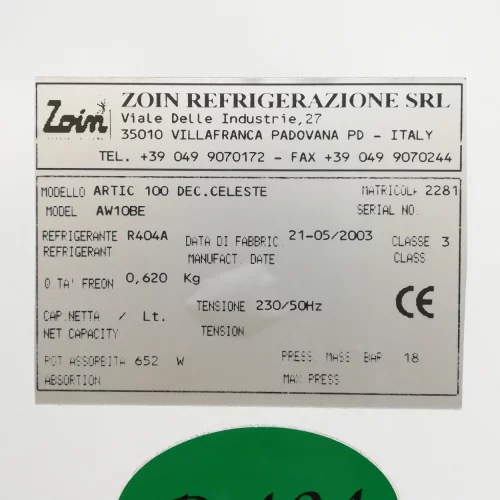 Zoin
ZOIN REFRIGERAZIONE SRL
Viale Delle Industrie,27
35010 VILLAFRANCA PADOVANA PD - ITALY
TEL. +39 049 9070172 - FAX +39 049 9070244
MODELLO ARTIC 100 DEC.CELESTE MATRICOLA 2281
MODEL AW10BE SERIAL NO.
REFRIGERANTE R404A DATA DI FABBRIC. 21-05/2003 CLASSE 3
REFRIGERANT MANUFACT. DATE CLASS
Q TA' FREON 0,620 Kg
CE
CAP.NETTA / Lt. TENSIONE 230/50Hz
NET CAPACITY TENSION
POT ASSORBITA 652 W PRESS. MASS BAR 18
ABSORTION MAX PRESS